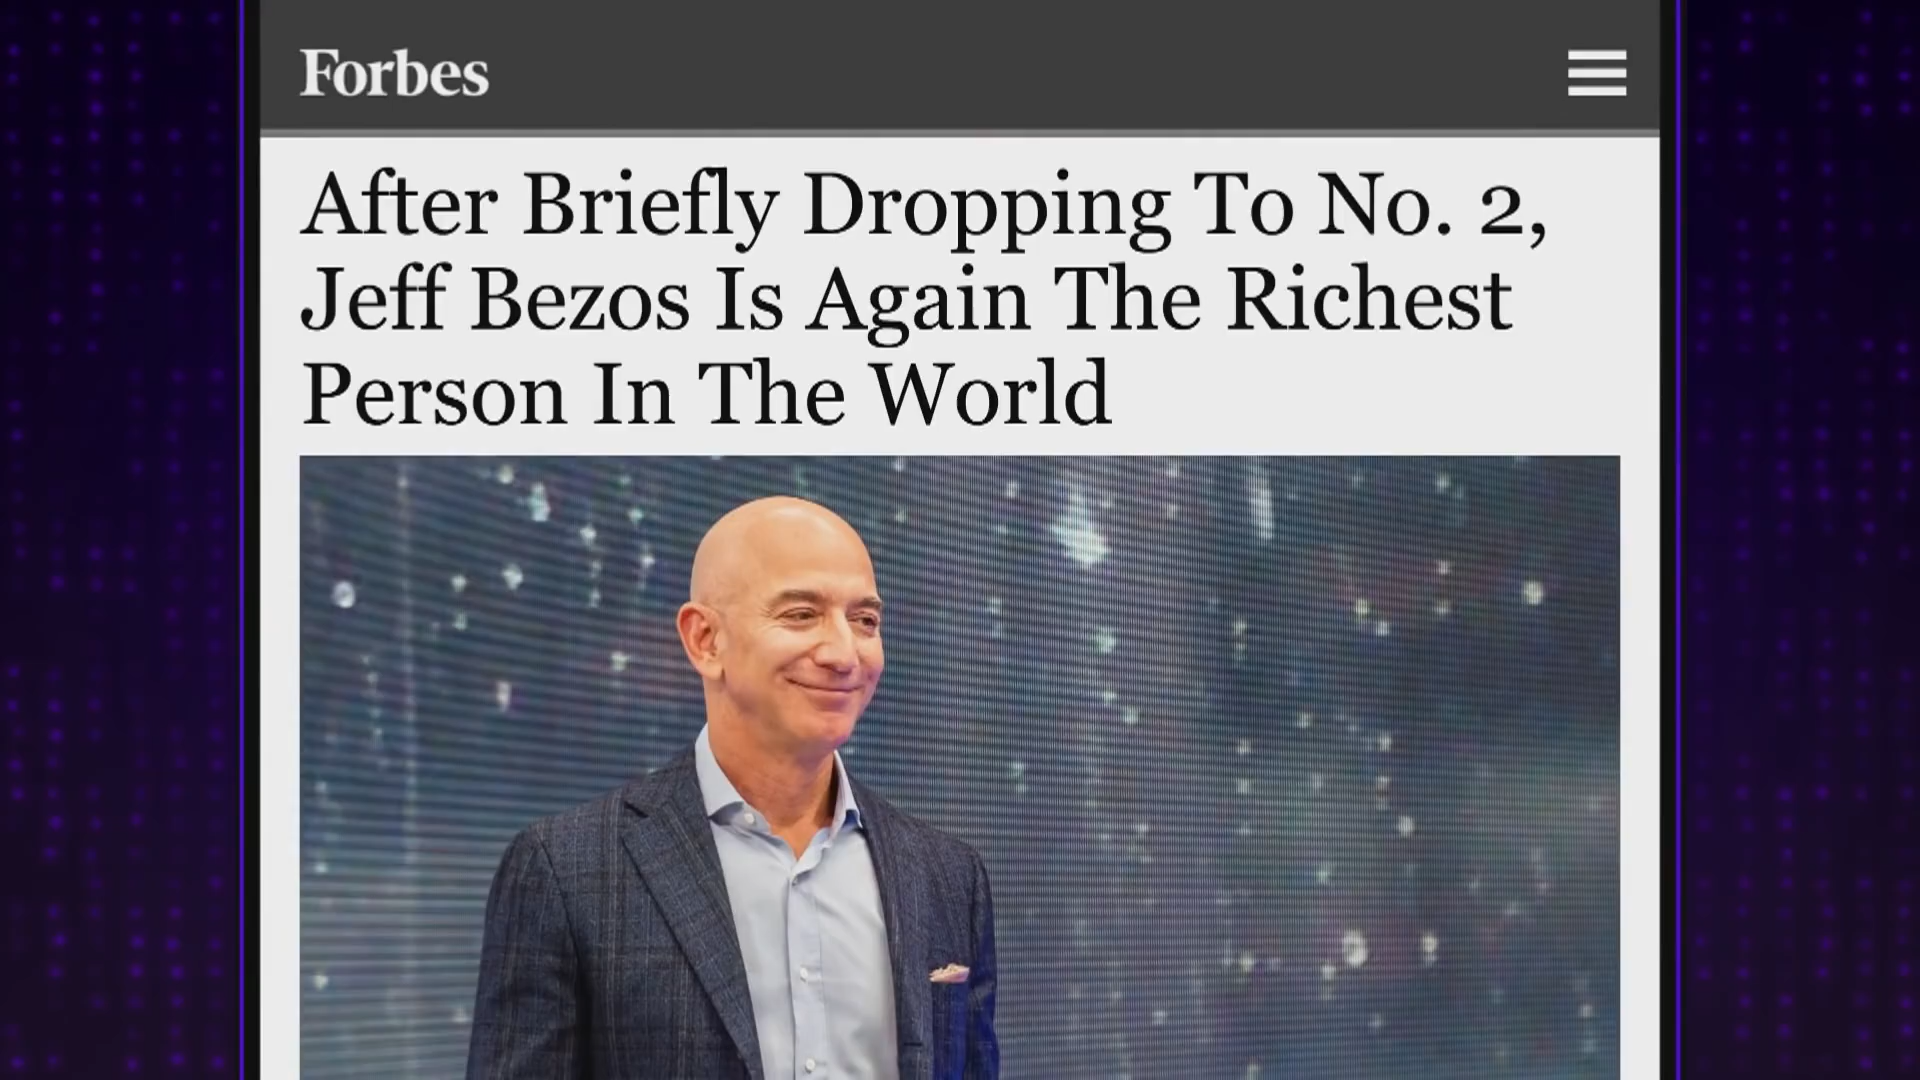 Forbes
After Briefly Dropping To No. 2,
Jeff Bezos Is Again The Richest
Person In The World